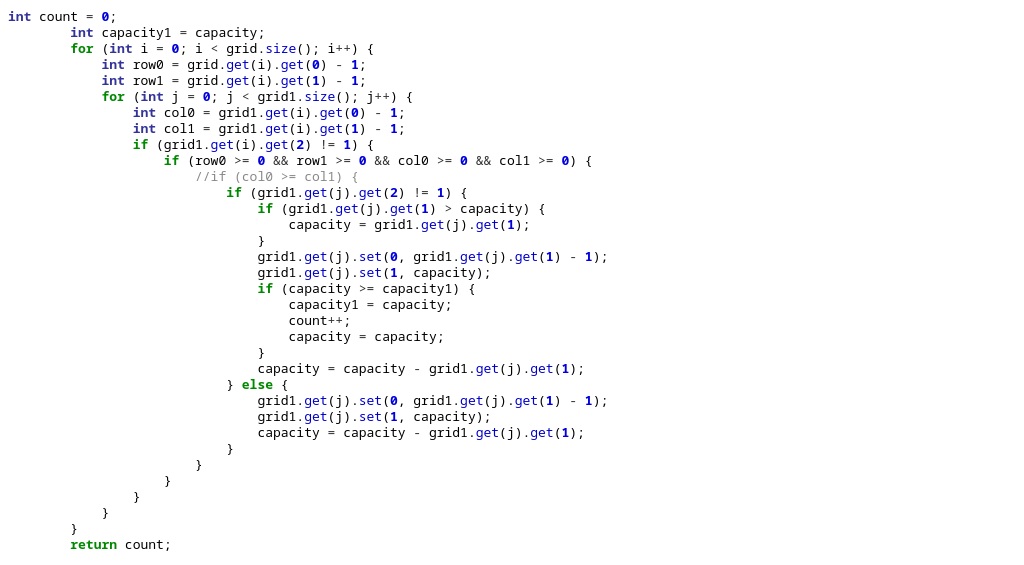 int count = 0;
int capacity1 = capacity;
for (int i = 0; i < grid.size(); i++) {
int row0 = grid.get(i).get(0) - 1;
int row1 = grid.get(i).get(1) - 1;
for (int j = 0; j < grid1.size(); j++) {
int col0 = grid1.get(i).get(0) - 1;
int col1 = grid1.get(i).get(1) - 1;
if (grid1.get(i).get(2) != 1) {
if (row0 >= 0 && row1 >= 0 && col0 >= 0 && col1 >= 0) {
//if (col0 >= col1) {
if (grid1.get(j).get(2) != 1) {
if (grid1.get(j).get(1) > capacity) {
capacity = grid1.get(j).get(1);
}
grid1.get(j).set(0, grid1.get(j).get(1) - 1);
grid1.get(j).set(1, capacity);
if (capacity >= capacity1) {
capacity1 = capacity;
count++;
capacity = capacity;
}
capacity = capacity - grid1.get(j).get(1);
} else {
grid1.get(j).set(0, grid1.get(j).get(1) - 1);
grid1.get(j).set(1, capacity);
capacity = capacity - grid1.get(j).get(1);
}
}
}
}
}
}
return count;